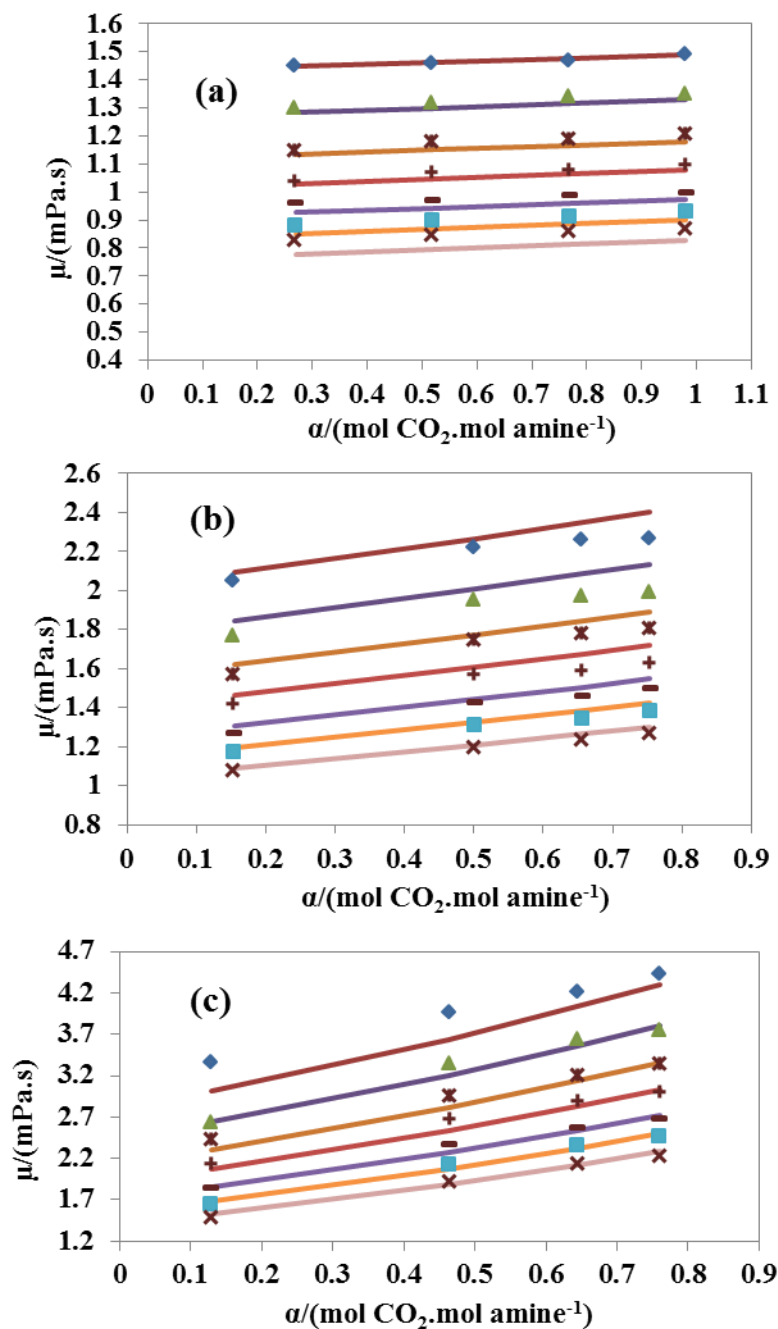 1.6
1.5
1.4
1.3
1.2
1.1
1
0.9
0.8
0.7
0.6
0.5
0.4
(a)
μ/(mPa.s)
0 0.1 0.2 0.3 0.4 0.5 0.6 0.7 0.8 0.9 1 1.1
α/(mol CO₂.mol amine⁻¹)
2.6
2.4
2.2
2
1.8
1.6
1.4
1.2
1
0.8
(b)
μ/(mPa.s)
0 0.1 0.2 0.3 0.4 0.5 0.6 0.7 0.8 0.9
α/(mol CO₂.mol amine⁻¹)
4.7
4.2
3.7
3.2
2.7
2.2
1.7
1.2
(c)
μ/(mPa.s)
0 0.1 0.2 0.3 0.4 0.5 0.6 0.7 0.8 0.9
α/(mol CO₂.mol amine⁻¹)